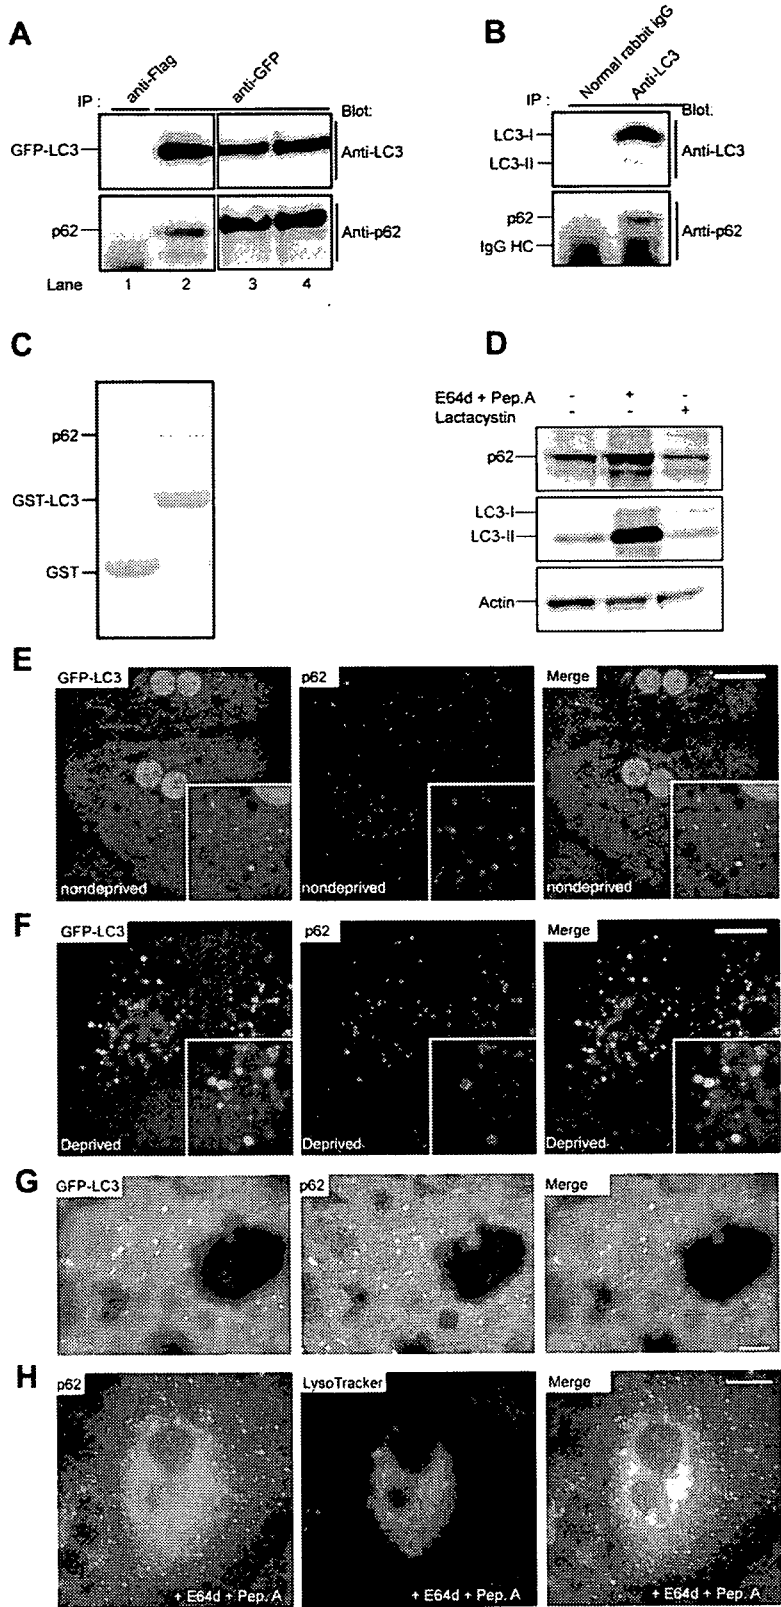 A
IP :
anti-Flag
anti-GFP
Blot:
GFP-LC3
Anti-LC3
p62
Anti-p62
Lane 1 2 3 4
B
IP :
Normal rabbit IgG
Anti-LC3
Blot:
LC3-I
LC3-II
Anti-LC3
p62
IgG HC
Anti-p62
C
p62
GST-LC3
GST
D
E64d + Pep.A - + -
Lactacystin - - +
p62
LC3-I
LC3-II
Actin
E
GFP-LC3 p62 Merge
nondeprived nondeprived nondeprived
F
GFP-LC3 p62 Merge
Deprived Deprived Deprived
G
GFP-LC3 p62 Merge
H
p62 LysoTracker Merge
+ E64d + Pep. A + E64d + Pep. A + E64d + Pep. A